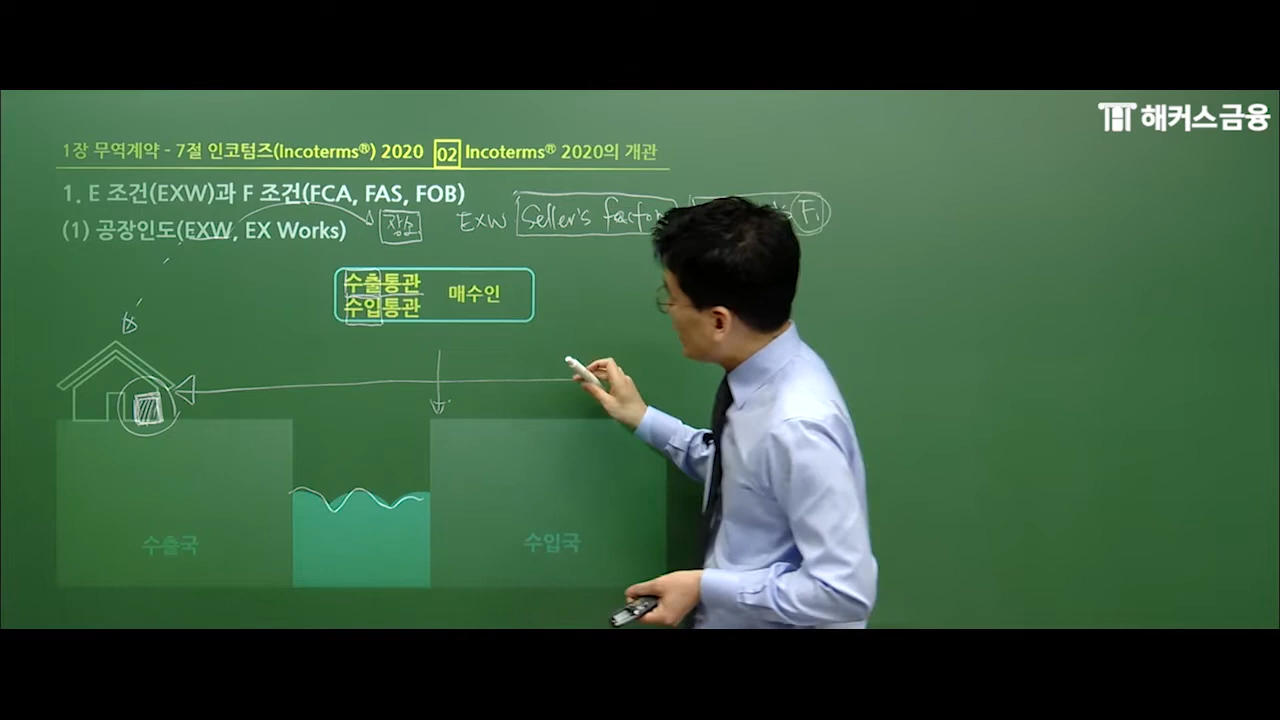 해커스금융
1장 무역계약 - 7절 인코텀즈(Incoterms®) 2020 02 Incoterms® 2020의 개관
1. E 조건(EXW)과 F 조건(FCA, FAS, FOB)
(1) 공장인도(EXW, EX Works) 장소 EXW Seller's factor F1
수출통관
수입통관 매수인
수출국 수입국